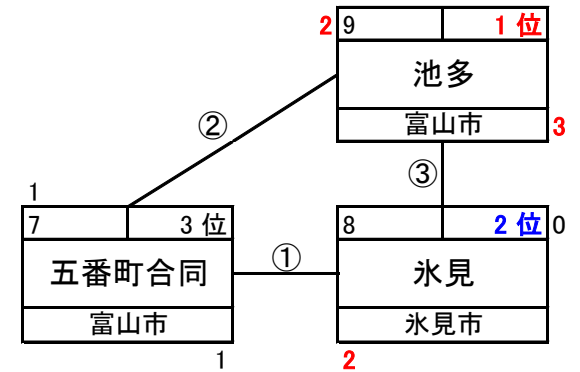 2 9 1位
池多
② 富山市 3
③
1
7 3位 8 2位 0
五番町合同 ① 氷見
富山市 氷見市
1 2